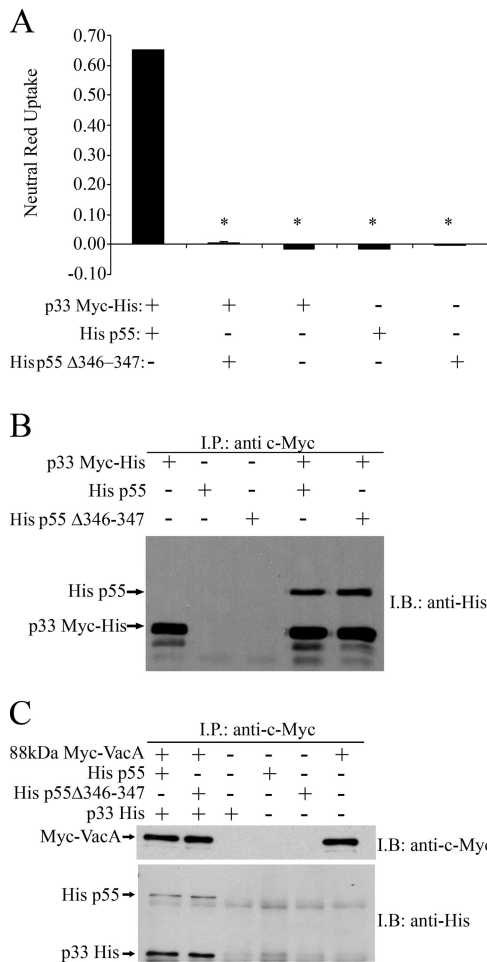 A
0.70
0.60
0.50
0.40
0.30
0.20
0.10
0.00
-0.10
Neutral Red Uptake
* * * *
p33 Myc-His: + + + - -
His p55: + - - + -
His p55 Δ346–347: - + - - +
B
I.P.: anti c-Myc
p33 Myc-His + - - + +
His p55 - + - + -
His p55 Δ346-347 - - + - +
His p55
p33 Myc-His
I.B.: anti-His
C
I.P.: anti-c-Myc
88kDa Myc-VacA + + - - - +
His p55 + - - + - -
His p55Δ346-347 - + - - + -
p33 His + + + - - -
Myc-VacA
I.B: anti-c-Myc
His p55
I.B: anti-His
p33 His